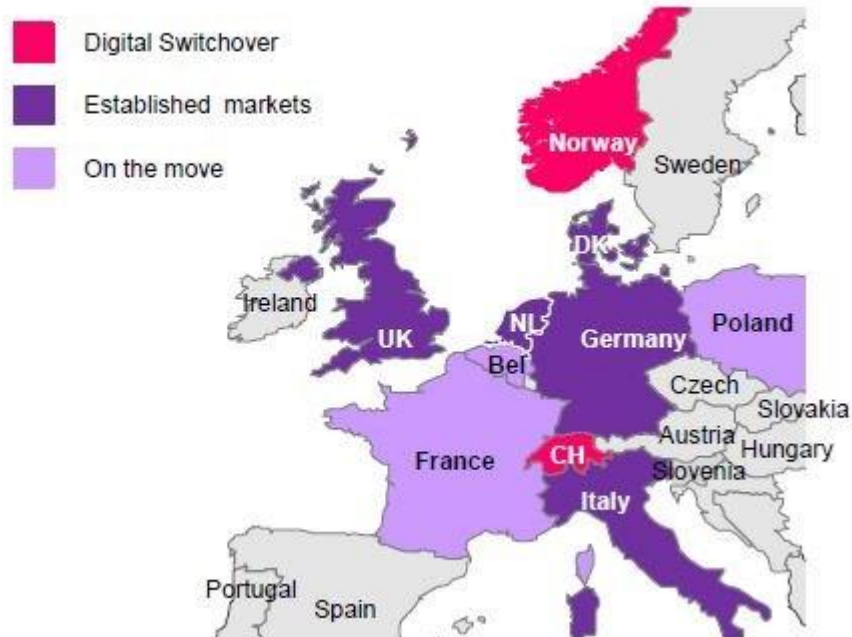 Digital Switchover
Established markets
On the move
Norway
Sweden
DK
Ireland
NL
UK
Germany
Poland
Bel
Czech
Slovakia
Austria
Hungary
CH
France
Slovenia
Italy
Portugal
Spain